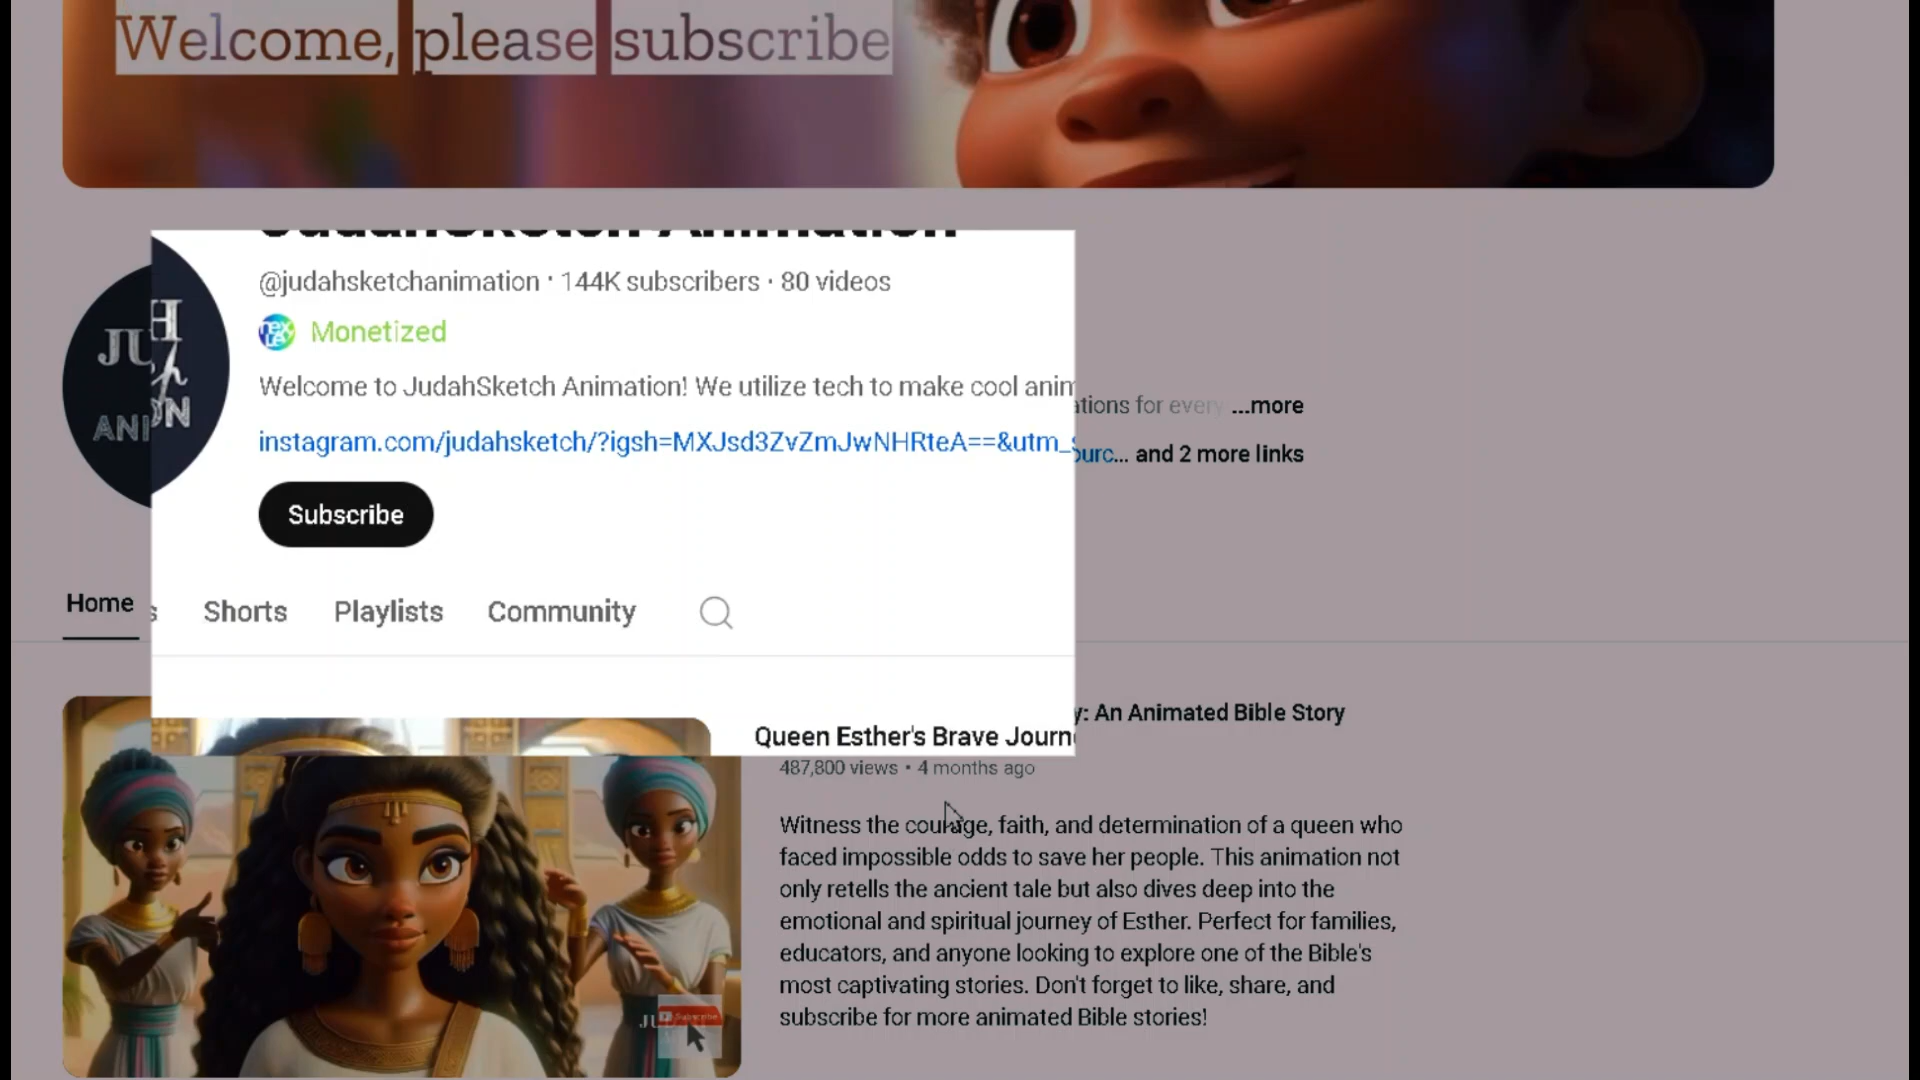 Welcome, please subscribe
JudahSketch Animation
@judahsketchanimation · 144K subscribers · 80 videos
Monetized
Welcome to JudahSketch Animation! We utilize tech to make cool anim
ations for every ...more
instagram.com/judahsketch/?igsh=MXJsd3ZvZmJwNHRteA==&utm_s
ourc... and 2 more links
Subscribe
Home
Shorts
Playlists
Community
Queen Esther's Brave Journ
y: An Animated Bible Story
487,800 views • 4 months ago
Witness the courage, faith, and determination of a queen who
faced impossible odds to save her people. This animation not
only retells the ancient tale but also dives deep into the
emotional and spiritual journey of Esther. Perfect for families,
educators, and anyone looking to explore one of the Bible's
most captivating stories. Don't forget to like, share, and
subscribe for more animated Bible stories!
Subscribe